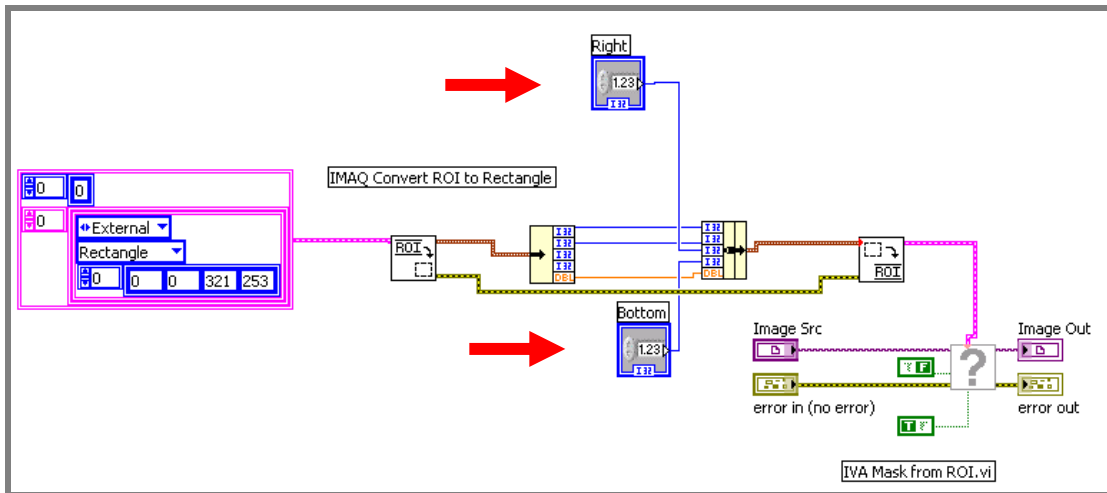 Right
1.23
I32
IMAQ Convert ROI to Rectangle
0 0
0
External
Rectangle
0 0 0 321 253
ROI
I32
I32
I32
I32
DBL
I32
I32
I32
I32
DBL
ROI
Bottom
1.23
I32
Image Src
Image Out
F
?
error in (no error)
error out
T
IVA Mask from ROI.vi